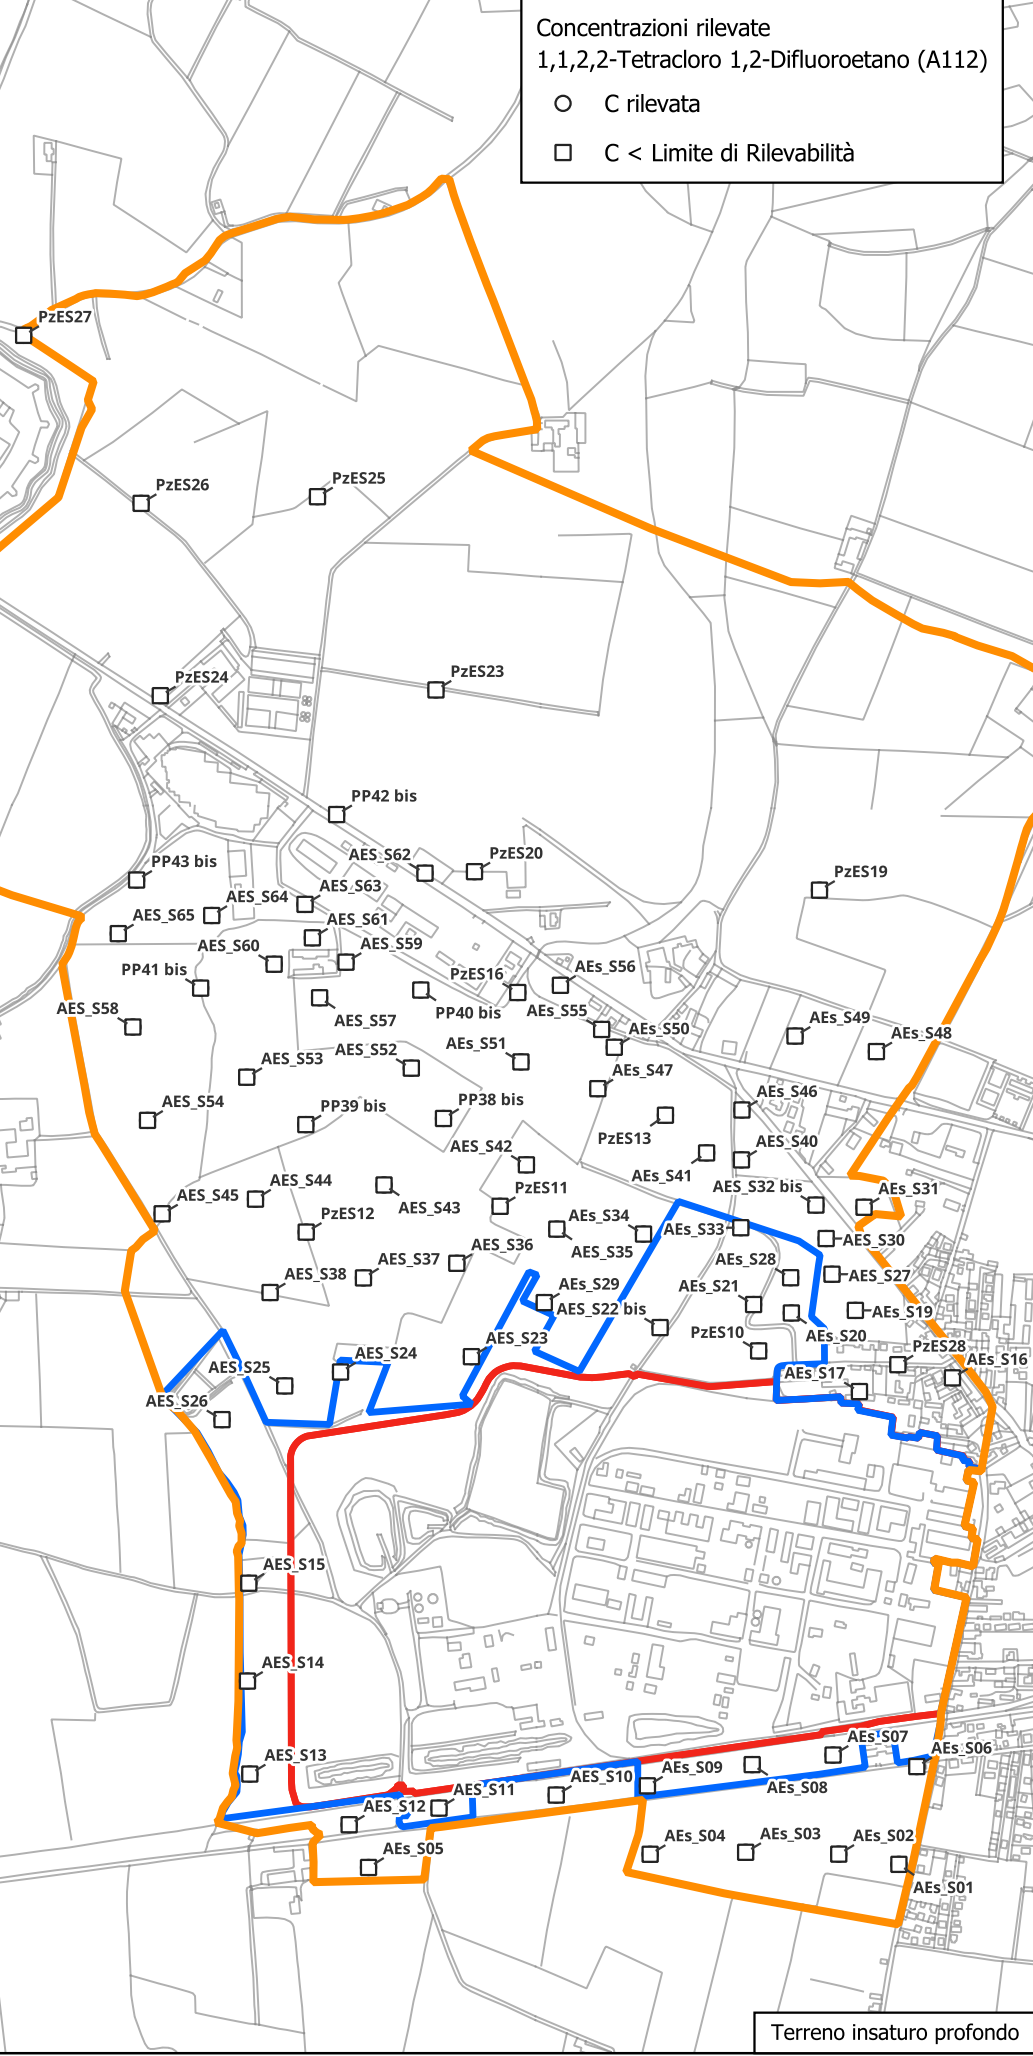 Concentrazioni rilevate
1,1,2,2-Tetracloro 1,2-Difluoroetano (A112)
C rilevata
C < Limite di Rilevabilità
PzES27
PzES25
PzES26
PzES23
PzES24
PP42 bis
PzES20
AES_S62
PP43 bis
PzES19
AES_S63
AES_S64
AES_S65
AES_S61
AES_S60
AES_S59
PP41 bis
PzES16
AEs_S56
AES_S58
AES_S57
PP40 bis
AEs_S55
AEs_S50
AEs_S49
AEs_S48
AES_S52
AEs_S51
AES_S53
AEs_S47
AEs_S46
AES_S54
PP39 bis
PP38 bis
PzES13
AEs_S40
AES_S42
AEs_S41
AES_S44
AES_S45
AES_S43
PzES11
AES_S32 bis
AEs_S31
PzES12
AES_S34
AEs_S33
AES_S30
AES_S35
AES_S36
AES_S37
AES_S28
AES_S27
AES_S38
AES_S29
AES_S21
AES_S22 bis
AEs_S19
AES_S20
PzES10
AES_S23
PzES28
AES_S24
AEs_S16
AES_S25
AEs_S17
AES_S26
AES_S15
AES_S14
AES_S13
AEs_S07
AEs_S06
AES_S10
AEs_S09
AES_S11
AEs_S08
AES_S12
AEs_S04
AEs_S03
AEs_S02
AEs_S05
AEs_S01
Terreno insaturo profondo